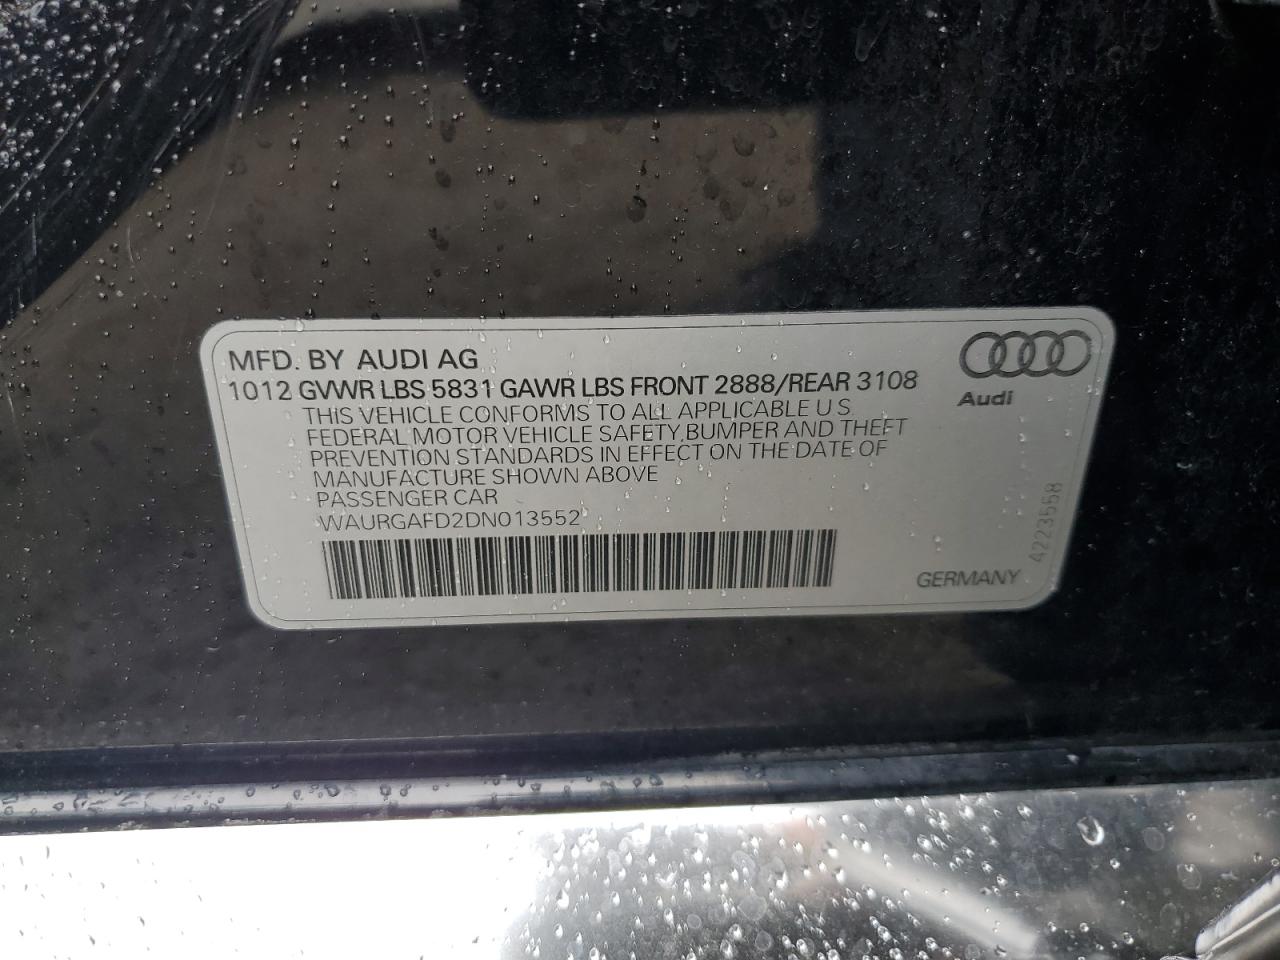 MFD. BY AUDI AG
1012 GVWR LBS 5831 GAWR LBS FRONT 2888/REAR 3108
THIS VEHICLE CONFORMS TO ALL APPLICABLE U S
FEDERAL MOTOR VEHICLE SAFETY, BUMPER AND THEFT
PREVENTION STANDARDS IN EFFECT ON THE DATE OF
MANUFACTURE SHOWN ABOVE
PASSENGER CAR
WAURGAFD2DN013552
Audi
4223558
GERMANY